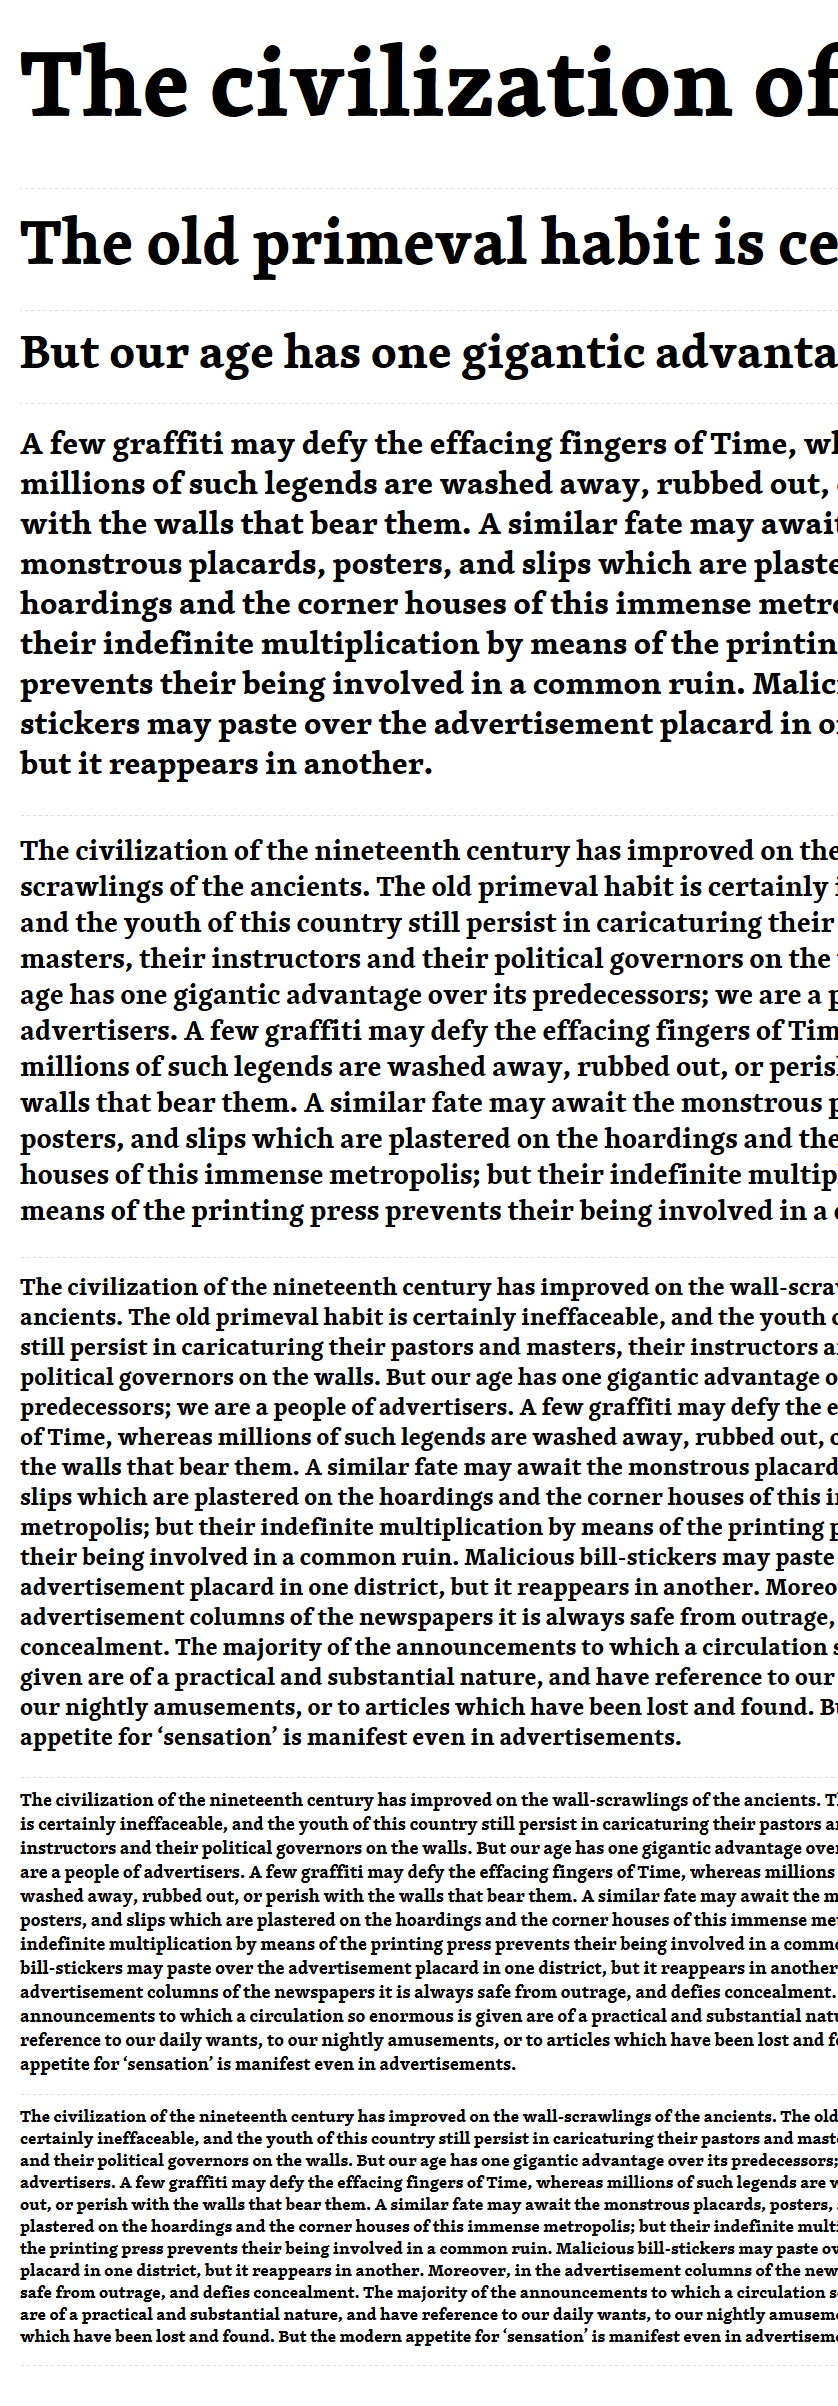 The civilization of
The old primeval habit is ce
But our age has one gigantic advanta
A few graffiti may defy the effacing fingers of Time, wh
millions of such legends are washed away, rubbed out,
with the walls that bear them. A similar fate may await
monstrous placards, posters, and slips which are plaste
hoardings and the corner houses of this immense metro
their indefinite multiplication by means of the printin
prevents their being involved in a common ruin. Malici
stickers may paste over the advertisement placard in on
but it reappears in another.
The civilization of the nineteenth century has improved on the
scrawlings of the ancients. The old primeval habit is certainly i
and the youth of this country still persist in caricaturing their
masters, their instructors and their political governors on the
age has one gigantic advantage over its predecessors; we are a p
advertisers. A few graffiti may defy the effacing fingers of Tim
millions of such legends are washed away, rubbed out, or perish
walls that bear them. A similar fate may await the monstrous p
posters, and slips which are plastered on the hoardings and the
houses of this immense metropolis; but their indefinite multip
means of the printing press prevents their being involved in a c
The civilization of the nineteenth century has improved on the wall-scraw
ancients. The old primeval habit is certainly ineffaceable, and the youth o
still persist in caricaturing their pastors and masters, their instructors a
political governors on the walls. But our age has one gigantic advantage o
predecessors; we are a people of advertisers. A few graffiti may defy the e
of Time, whereas millions of such legends are washed away, rubbed out, o
the walls that bear them. A similar fate may await the monstrous placard
slips which are plastered on the hoardings and the corner houses of this i
metropolis; but their indefinite multiplication by means of the printing p
their being involved in a common ruin. Malicious bill-stickers may paste
advertisement placard in one district, but it reappears in another. Moreo
advertisement columns of the newspapers it is always safe from outrage,
concealment. The majority of the announcements to which a circulation s
given are of a practical and substantial nature, and have reference to our
our nightly amusements, or to articles which have been lost and found. Bu
appetite for ‘sensation’ is manifest even in advertisements.
The civilization of the nineteenth century has improved on the wall-scrawlings of the ancients. Th
is certainly ineffaceable, and the youth of this country still persist in caricaturing their pastors an
instructors and their political governors on the walls. But our age has one gigantic advantage over
are a people of advertisers. A few graffiti may defy the effacing fingers of Time, whereas millions
washed away, rubbed out, or perish with the walls that bear them. A similar fate may await the m
posters, and slips which are plastered on the hoardings and the corner houses of this immense met
indefinite multiplication by means of the printing press prevents their being involved in a commo
bill-stickers may paste over the advertisement placard in one district, but it reappears in another
advertisement columns of the newspapers it is always safe from outrage, and defies concealment.
announcements to which a circulation so enormous is given are of a practical and substantial natu
reference to our daily wants, to our nightly amusements, or to articles which have been lost and fo
appetite for ‘sensation’ is manifest even in advertisements.
The civilization of the nineteenth century has improved on the wall-scrawlings of the ancients. The old
certainly ineffaceable, and the youth of this country still persist in caricaturing their pastors and maste
and their political governors on the walls. But our age has one gigantic advantage over its predecessors;
advertisers. A few graffiti may defy the effacing fingers of Time, whereas millions of such legends are w
out, or perish with the walls that bear them. A similar fate may await the monstrous placards, posters,
plastered on the hoardings and the corner houses of this immense metropolis; but their indefinite multi
the printing press prevents their being involved in a common ruin. Malicious bill-stickers may paste ov
placard in one district, but it reappears in another. Moreover, in the advertisement columns of the new
safe from outrage, and defies concealment. The majority of the announcements to which a circulation s
are of a practical and substantial nature, and have reference to our daily wants, to our nightly amuseme
which have been lost and found. But the modern appetite for ‘sensation’ is manifest even in advertiseme